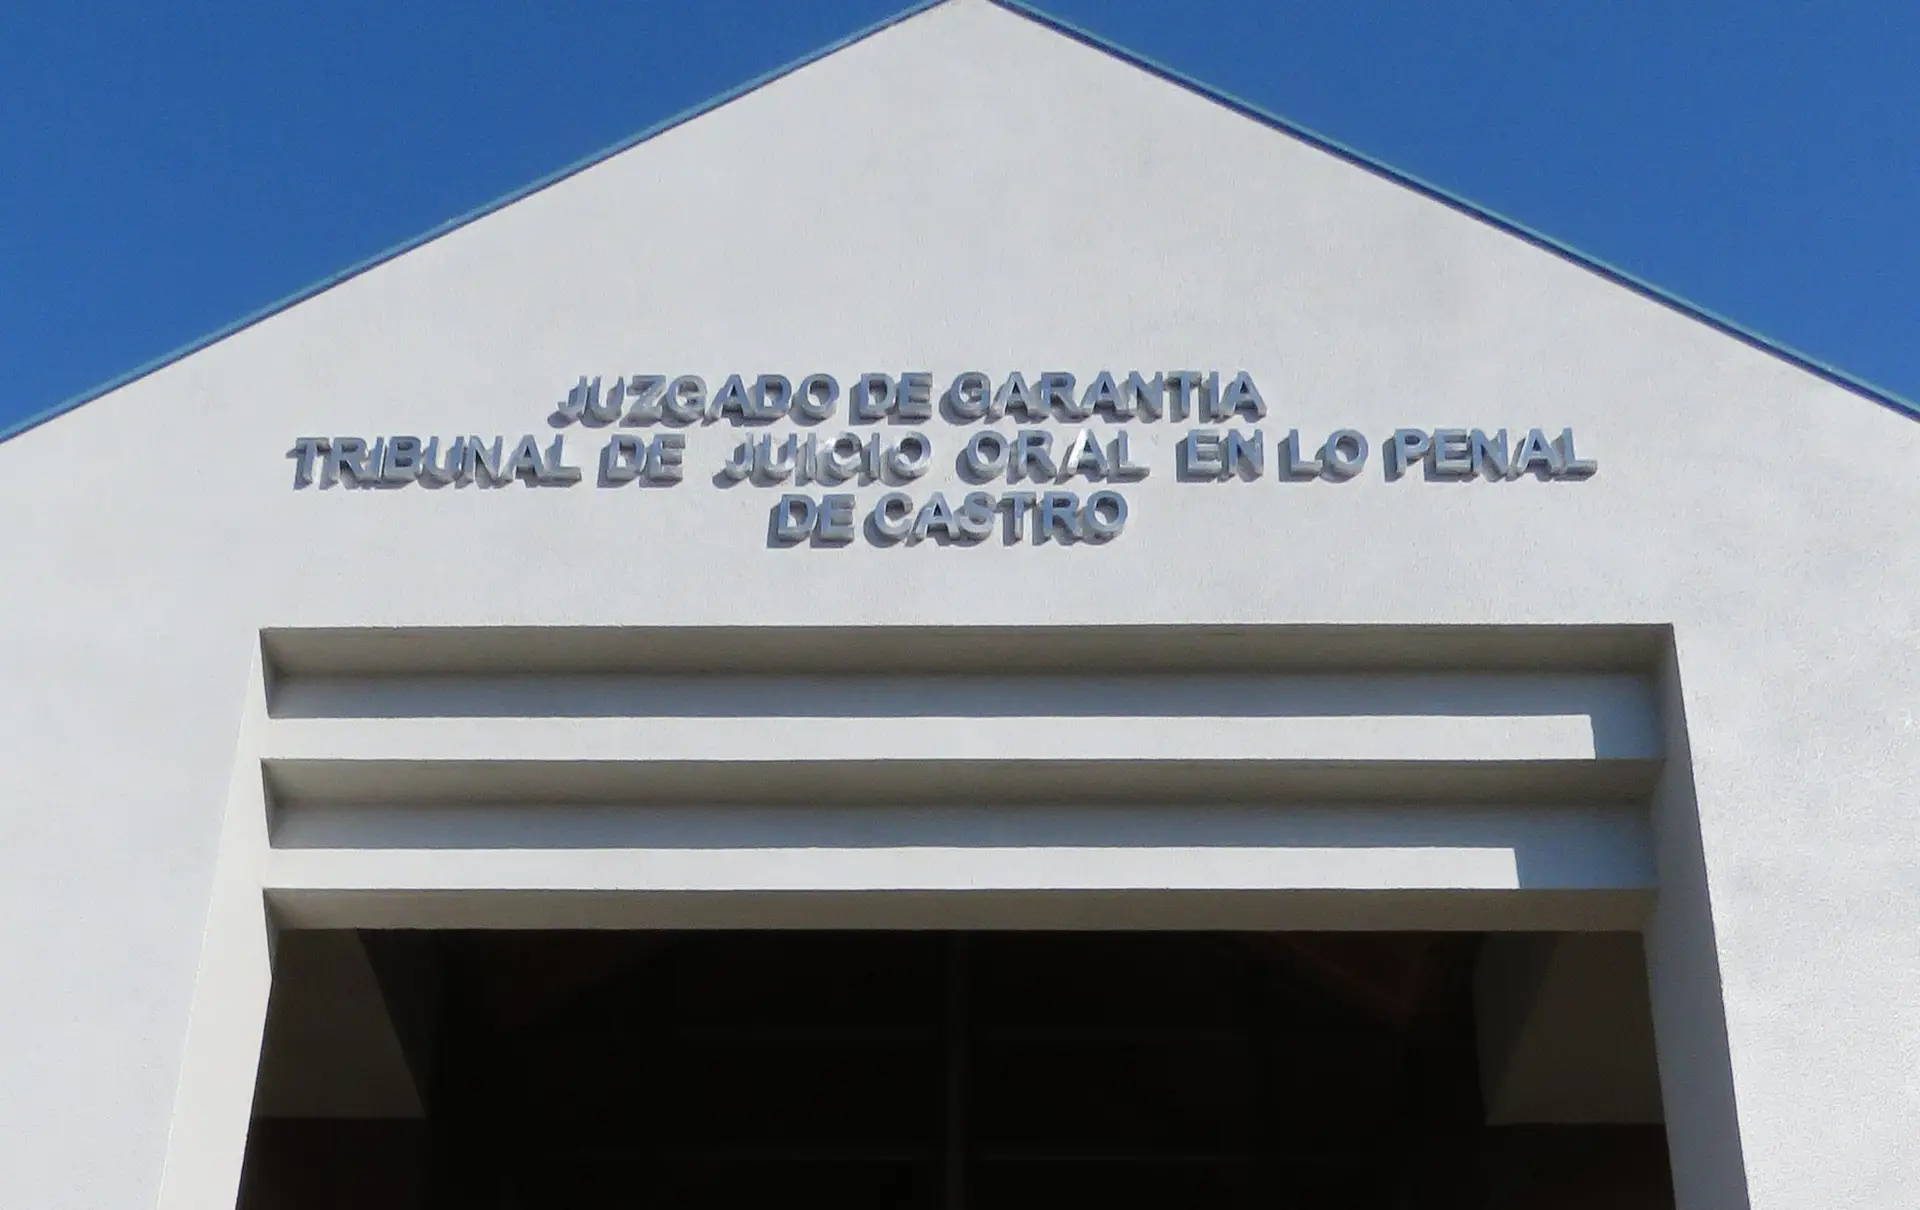 JUZGADO DE GARANTIA
TRIBUNAL DE JUICIO ORAL EN LO PENAL
DE CASTRO